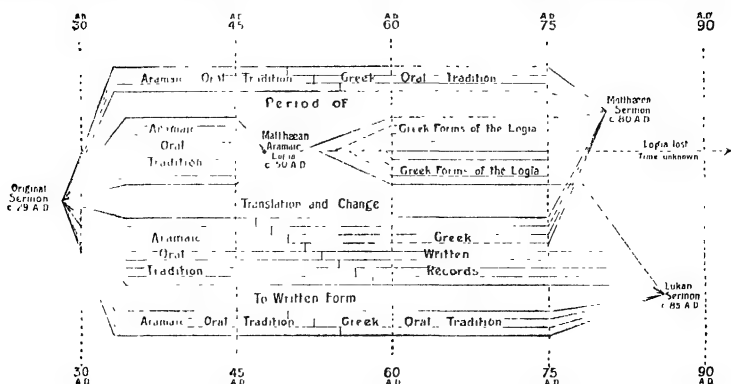 A.D. A.D. A.D. A.D. A.D.
30 45 60 75 90
Aramaic Oral Tradition Greek Oral Tradition
Period of
Matthæan
Sermon
c 80 A.D
Aramaic
Oral
Tradition
Matthæan
Aramaic
Logia
c 50 A.D
Greek Forms of the Logia
Greek Forms of the Logia
Logia lost
Time unknown
Original
Sermon
c 29 A.D
Translation and Change
Aramaic
Oral
Tradition
Greek
Written
Records
To Written Form
Lukan
Sermon
c 85 A.D
Aramaic Oral Tradition Greek Oral Tradition
30 45 60 75 90
A.D. A.D. A.D. A.D. A.D.